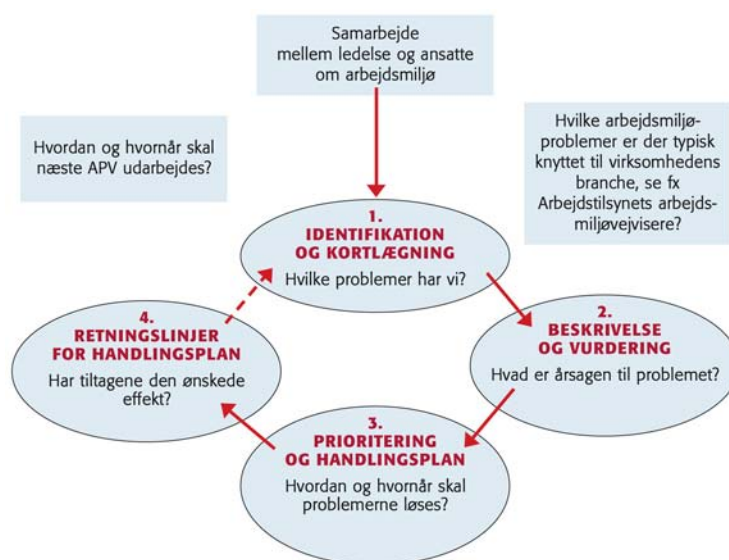 Samarbejde
mellem ledelse og ansatte
om arbejdsmiljø
Hvordan og hvornår skal
næste APV udarbejdes?
Hvilke arbejdsmiljø-
problemer er der typisk
knyttet til virksomhedens
branche, se fx
Arbejdstilsynets arbejds-
miljøvejvisere?
1.
IDENTIFIKATION
OG KORTLÆGNING
Hvilke problemer har vi?
2.
BESKRIVELSE
OG VURDERING
Hvad er årsagen til problemet?
3.
PRIORITERING
OG HANDLINGSPLAN
Hvordan og hvornår skal
problemerne løses?
4.
RETNINGSLINJER
FOR HANDLINGSPLAN
Har tiltagene den ønskede
effekt?